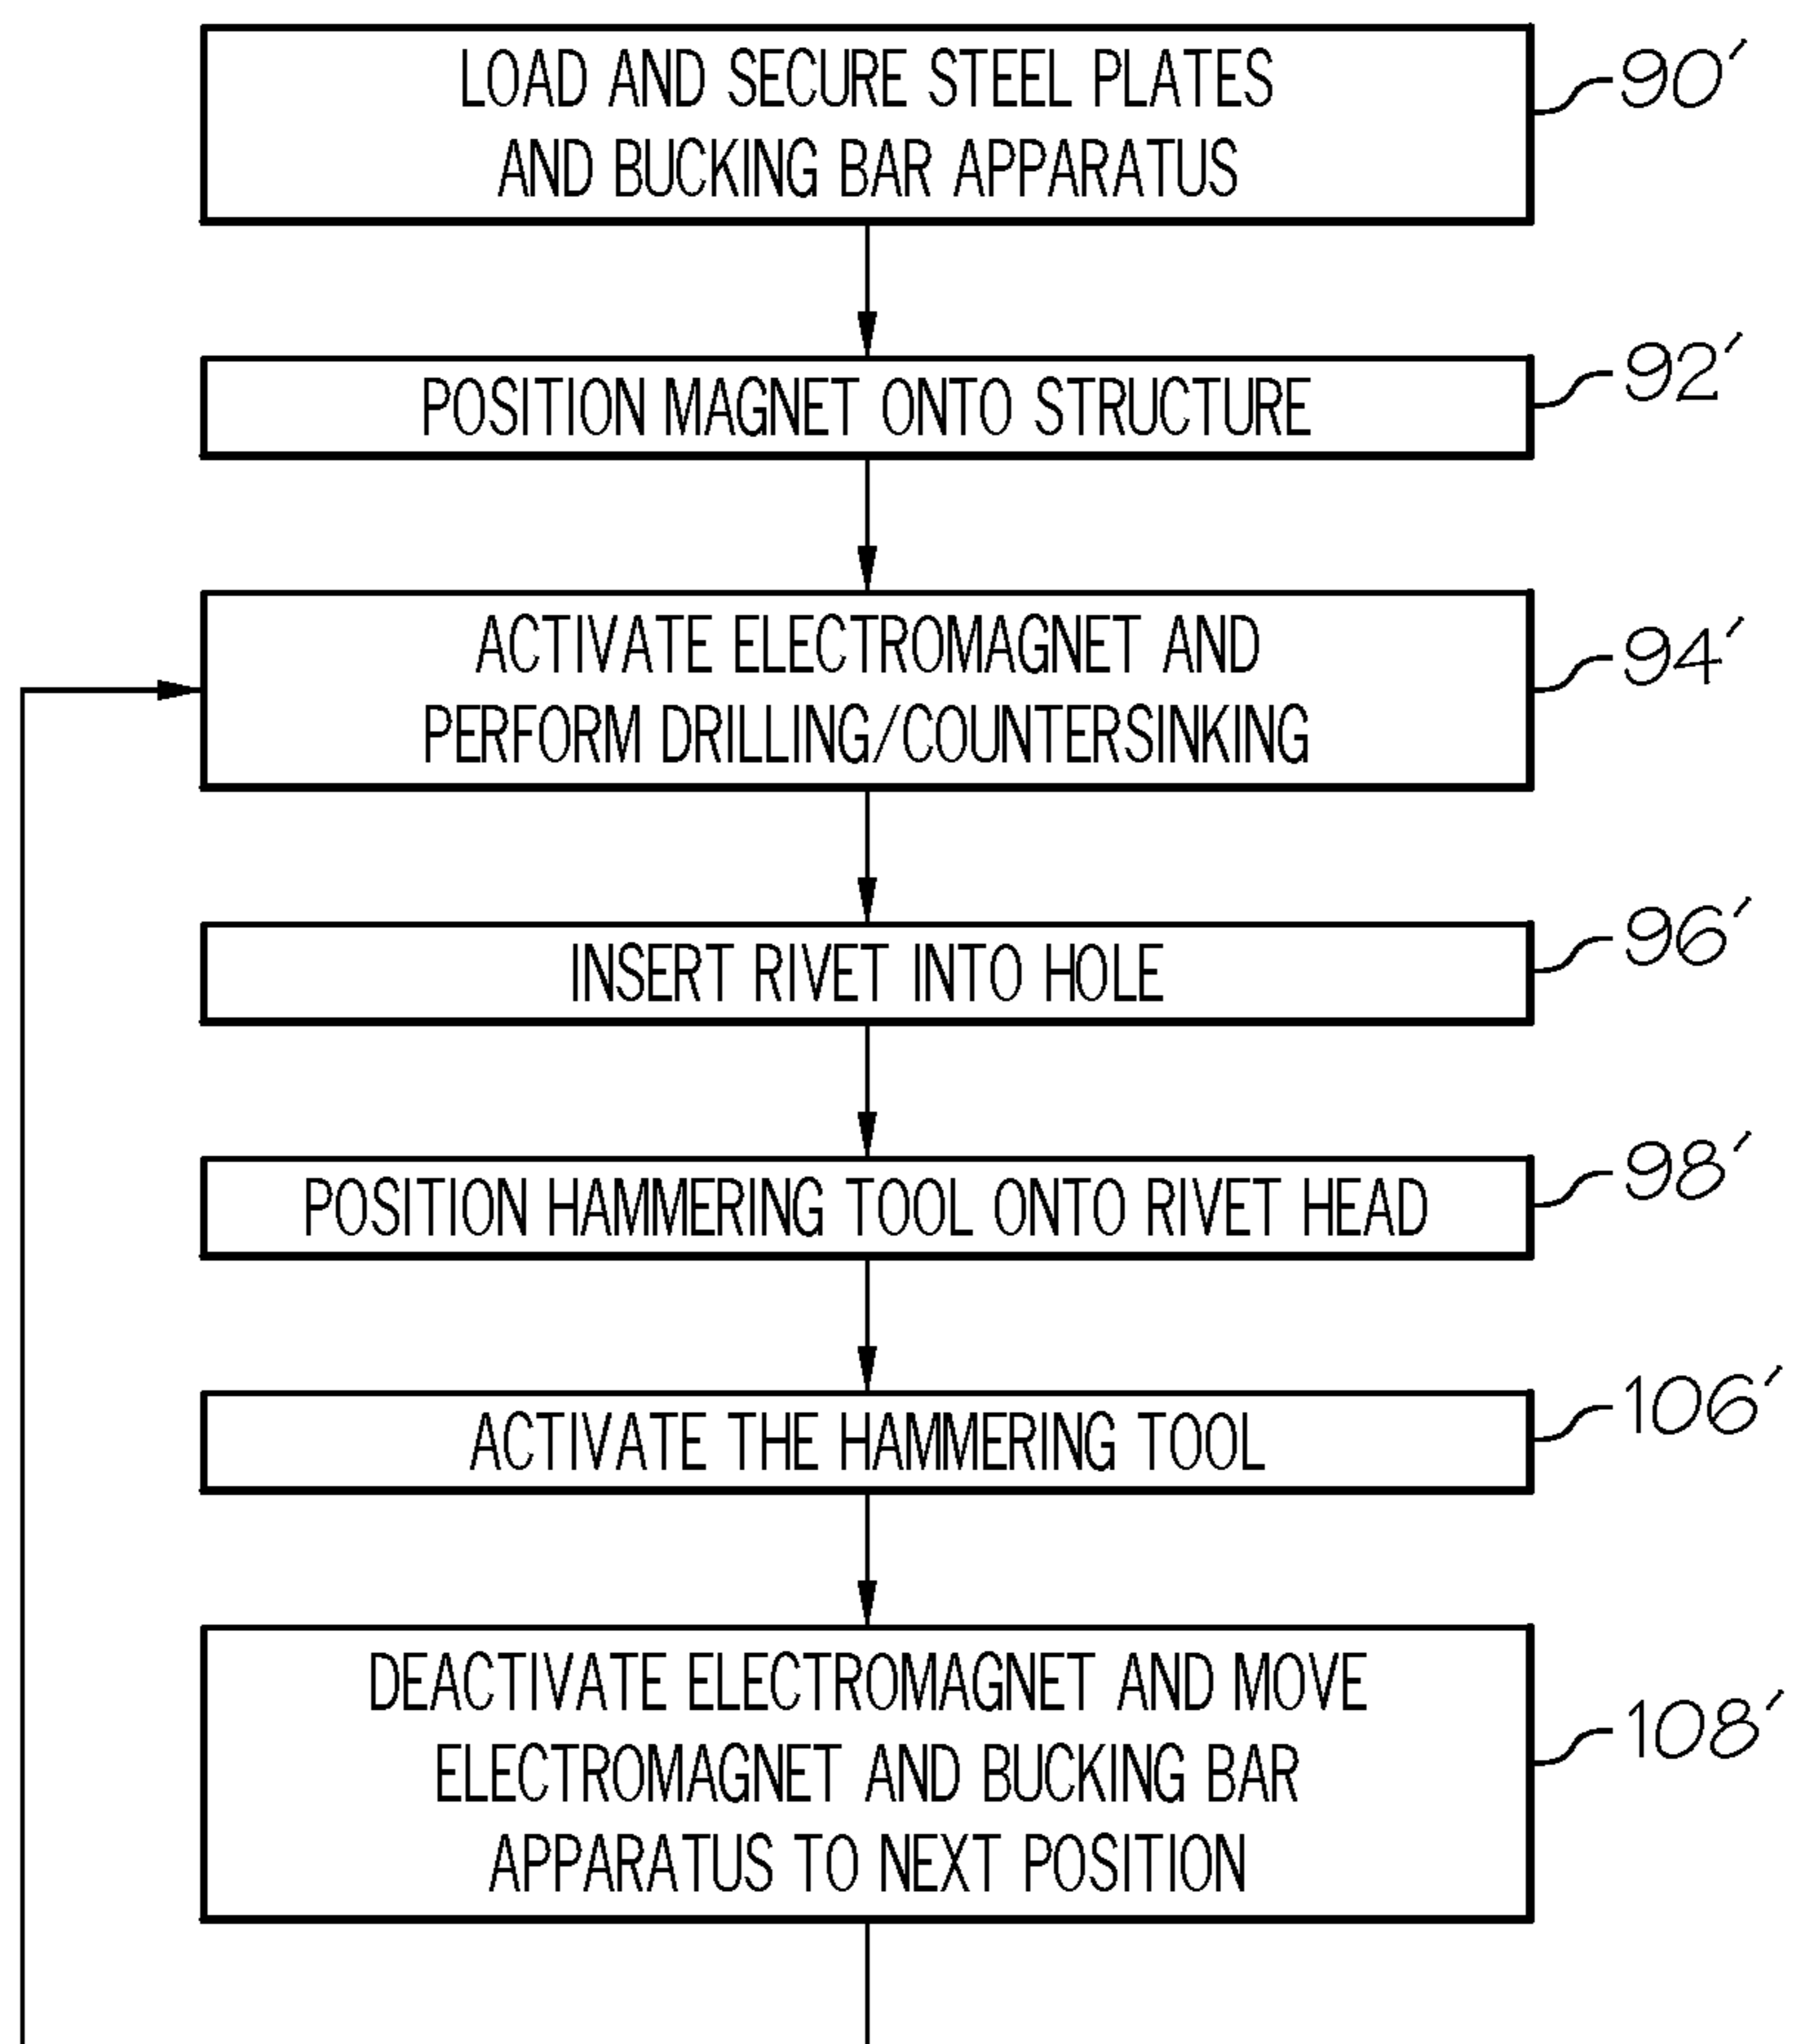 LOAD AND SECURE STEEL PLATES
AND BUCKING BAR APPARATUS
90'
POSITION MAGNET ONTO STRUCTURE
92'
ACTIVATE ELECTROMAGNET AND
PERFORM DRILLING/COUNTERSINKING
94'
INSERT RIVET INTO HOLE
96'
POSITION HAMMERING TOOL ONTO RIVET HEAD
98'
ACTIVATE THE HAMMERING TOOL
106'
DEACTIVATE ELECTROMAGNET AND MOVE
ELECTROMAGNET AND BUCKING BAR
APPARATUS TO NEXT POSITION
108'